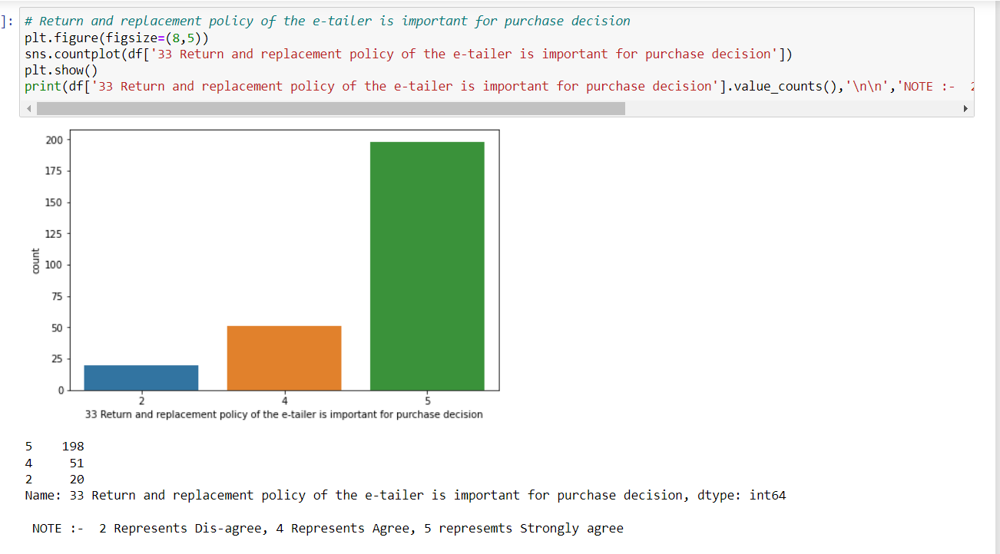 ]:
# Return and replacement policy of the e-tailer is important for purchase decision
plt.figure(figsize=(8,5))
sns.countplot(df['33 Return and replacement policy of the e-tailer is important for purchase decision'])
plt.show()
print(df['33 Return and replacement policy of the e-tailer is important for purchase decision'].value_counts(),'\n\n','NOTE :-  2
200
175
150
125
100
75
50
25
0
count
2 4 5
33 Return and replacement policy of the e-tailer is important for purchase decision
5    198
4     51
2     20
Name: 33 Return and replacement policy of the e-tailer is important for purchase decision, dtype: int64
NOTE :-  2 Represents Dis-agree, 4 Represents Agree, 5 represemts Strongly agree